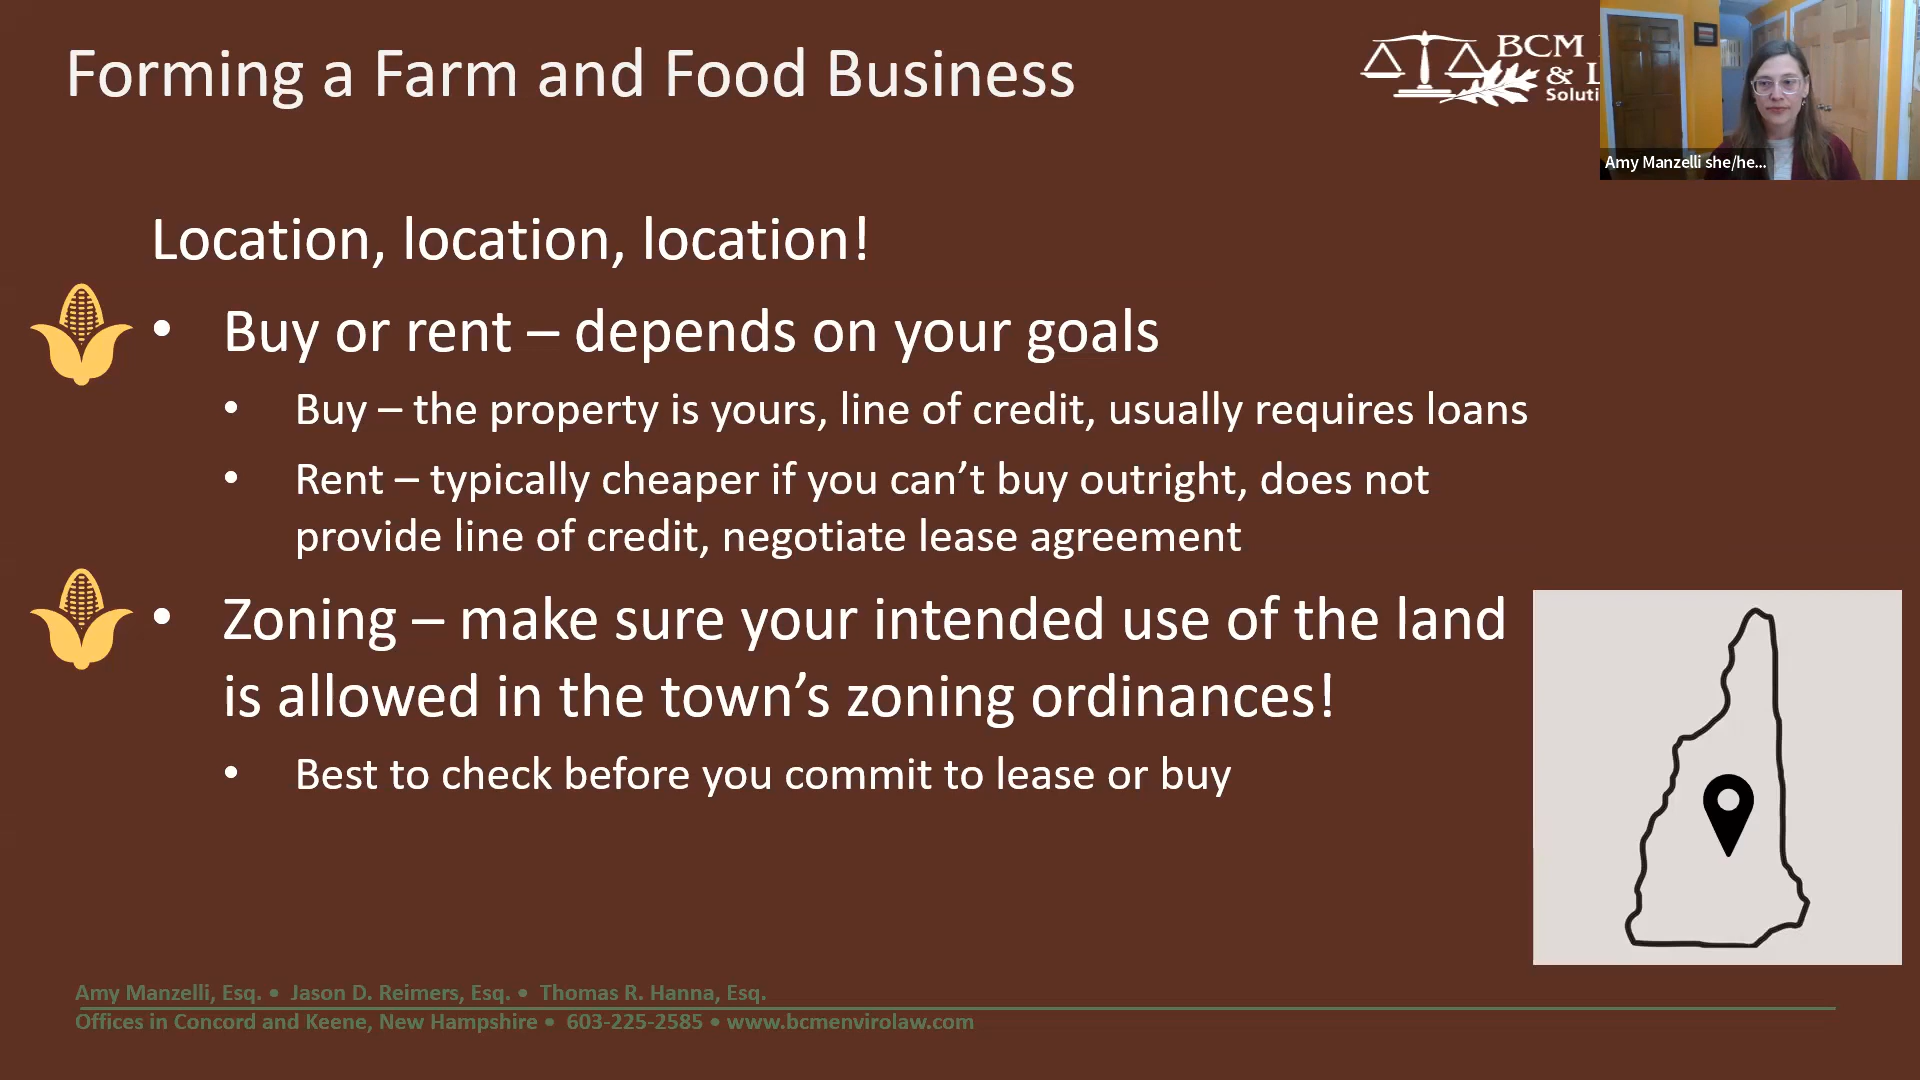 Forming a Farm and Food Business
BCM
& L
Soluti
Amy Manzelli she/he...
Location, location, location!
• Buy or rent – depends on your goals
• Buy – the property is yours, line of credit, usually requires loans
• Rent – typically cheaper if you can’t buy outright, does not
provide line of credit, negotiate lease agreement
• Zoning – make sure your intended use of the land
is allowed in the town’s zoning ordinances!
• Best to check before you commit to lease or buy
Amy Manzelli, Esq. • Jason D. Reimers, Esq. • Thomas R. Hanna, Esq.
Offices in Concord and Keene, New Hampshire • 603-225-2585 • www.bcmenvirolaw.com